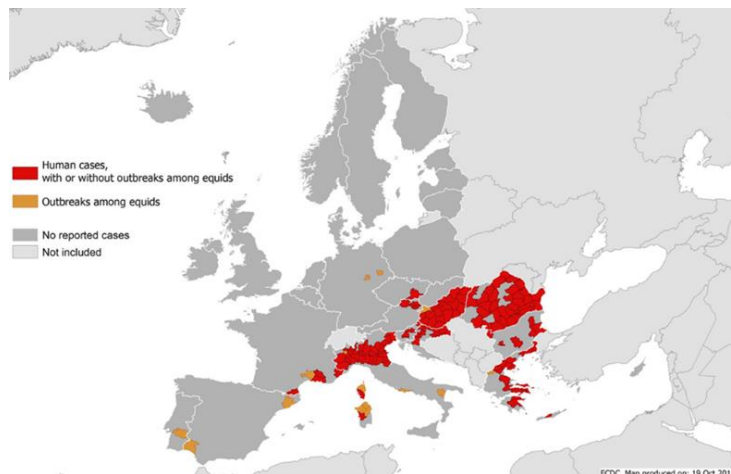 Human cases,
with or without outbreaks among equids
Outbreaks among equids
No reported cases
Not included
ECDC. Map produced on: 19 Oct 201